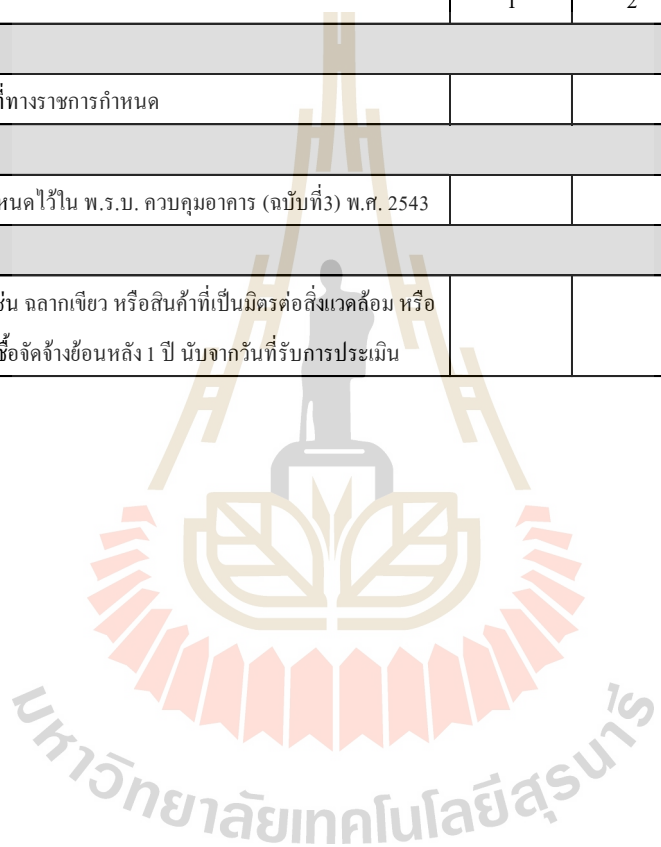 1 2
ที่ทางราชการกำหนด
หนดไว้ใน พ.ร.บ. ควบคุมอาคาร (ฉบับที่3) พ.ศ. 2543
ช่น ฉลากเขียว หรือสินค้าที่เป็นมิตรต่อสิ่งแวดล้อม หรือ
ซื้อจัดจ้างย้อนหลัง 1 ปี นับจากวันที่รับการประเมิน
มหาวิทยาลัยเทคโนโลยีสุรนารี